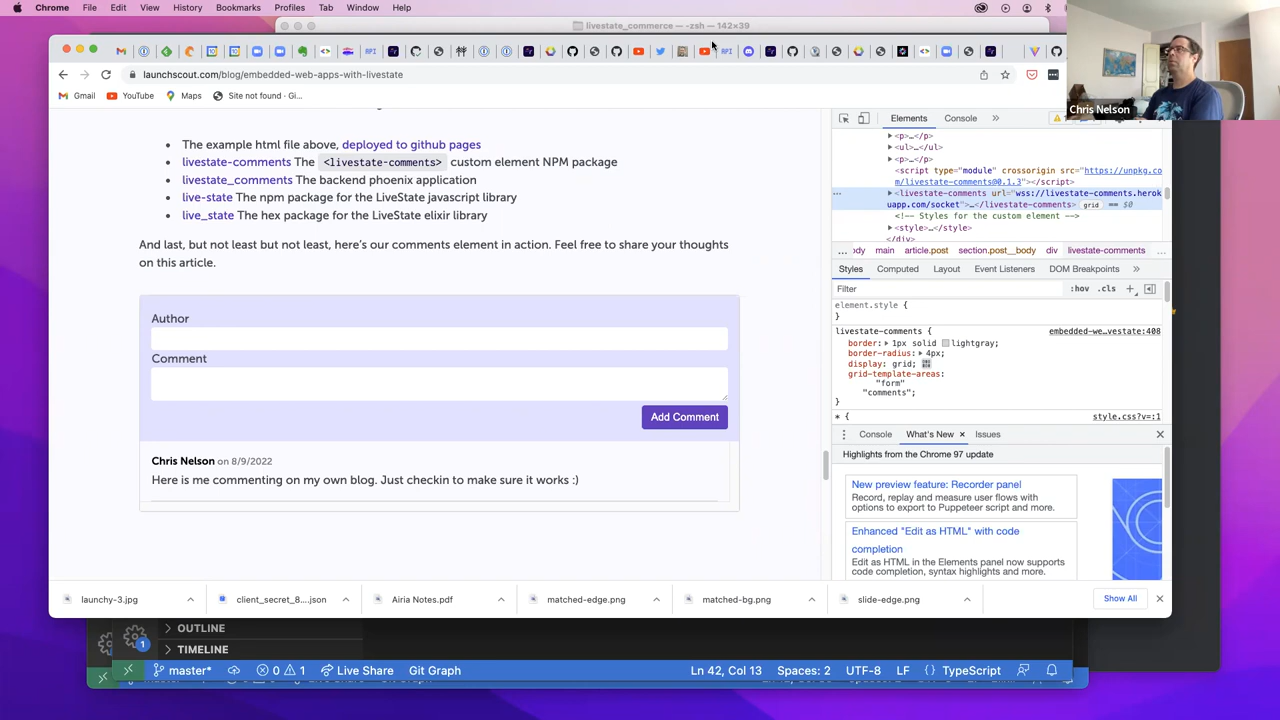 Chrome File Edit View History Bookmarks Profiles Tab Window Help
livestate_commerce — -zsh — 142×39
launchscout.com/blog/embedded-web-apps-with-livestate
Gmail YouTube Maps Site not found · Gi...
Chris Nelson
The example html file above, deployed to github pages
livestate-comments The <livestate-comments> custom element NPM package
livestate_comments The backend phoenix application
live-state The npm package for the LiveState javascript library
live_state The hex package for the LiveState elixir library
And last, but not least but not least, here's our comments element in action. Feel free to share your thoughts
on this article.
Author
Comment
Add Comment
Chris Nelson on 8/9/2022
Here is me commenting on my own blog. Just checkin to make sure it works :)
Elements Console »
<p>…</p>
<ul>…</ul>
<p>…</p>
<script type="module" crossorigin src="https://unpkg.co
m/livestate-comments@0.1.3"></script>
<livestate-comments url="wss://livestate-comments.herok
uapp.com/socket">…</livestate-comments> grid == $0
<!-- Styles for the custom element -->
<style>…</style>
</div>
… ody main article.post section.post__body div livestate-comments …
Styles Computed Layout Event Listeners DOM Breakpoints »
Filter :hov .cls +
element.style {
}
livestate-comments { embedded-we…vestate:408
border: 1px solid lightgray;
border-radius: 4px;
display: grid;
grid-template-areas:
"form"
"comments";
}
* { style.css?v=:1
Console What's New × Issues
Highlights from the Chrome 97 update
New preview feature: Recorder panel
Record, replay and measure user flows with
options to export to Puppeteer script and more.
Enhanced "Edit as HTML" with code
completion
Edit as HTML in the Elements panel now supports
code completion, syntax highlights and more.
launchy-3.jpg client_secret_8....json Airia Notes.pdf matched-edge.png matched-bg.png slide-edge.png Show All
OUTLINE
1
TIMELINE
master* 0 1 Live Share Git Graph Ln 42, Col 13 Spaces: 2 UTF-8 LF {} TypeScript